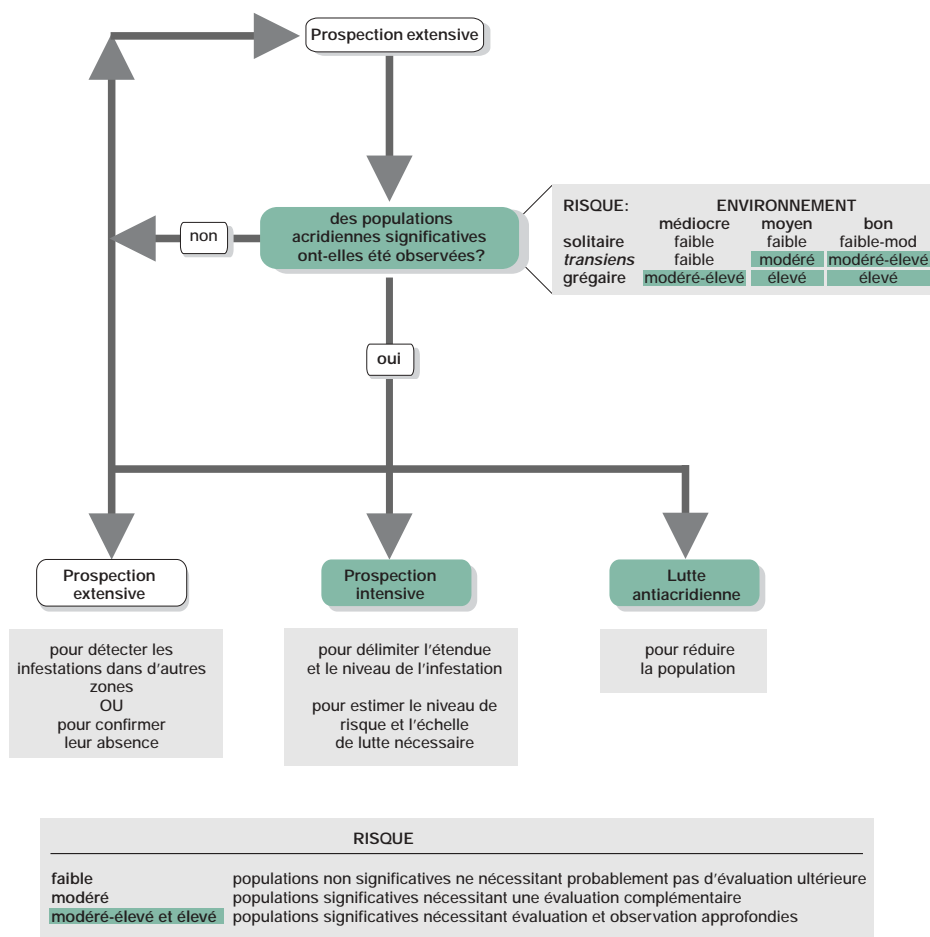 Prospection extensive
des populations
acridiennes significatives
ont-elles été observées?
non
RISQUE: ENVIRONNEMENT
médiocre moyen bon
solitaire faible faible faible-mod
transiens faible modéré modéré-élevé
grégaire modéré-élevé élevé élevé
oui
Prospection
extensive
pour détecter les
infestations dans d'autres
zones
OU
pour confirmer
leur absence
Prospection
intensive
pour délimiter l'étendue
et le niveau de l'infestation
pour estimer le niveau de
risque et l'échelle
de lutte nécessaire
Lutte
antiacridienne
pour réduire
la population
RISQUE
faible populations non significatives ne nécessitant probablement pas d'évaluation ultérieure
modéré populations significatives nécessitant une évaluation complémentaire
modéré-élevé et élevé populations significatives nécessitant évaluation et observation approfondies